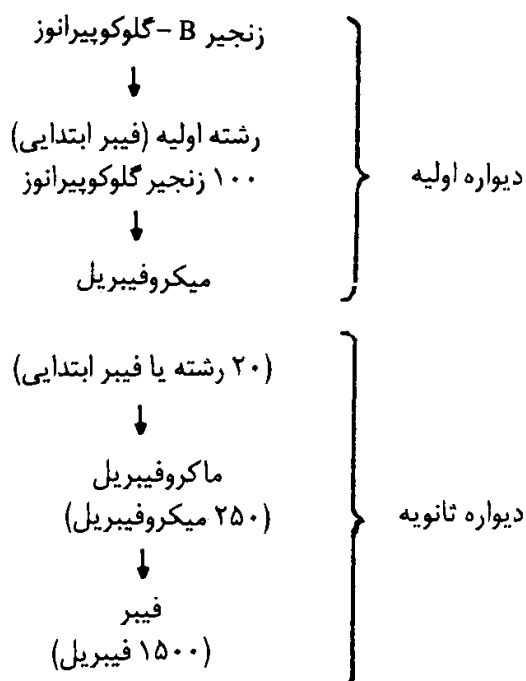 زنجیر B -گلوکوپیرانوز
رشته اولیه (فیبر ابتدایی)
۱۰۰ زنجیر گلوکوپیرانوز
میکروفیبریل
دیواره اولیه
(۲۰ رشته یا فیبر ابتدایی)
ماکروفیبریل
(۲۵۰ میکروفیبریل)
فیبر
(۱۵۰۰ فیبریل)
دیواره ثانویه